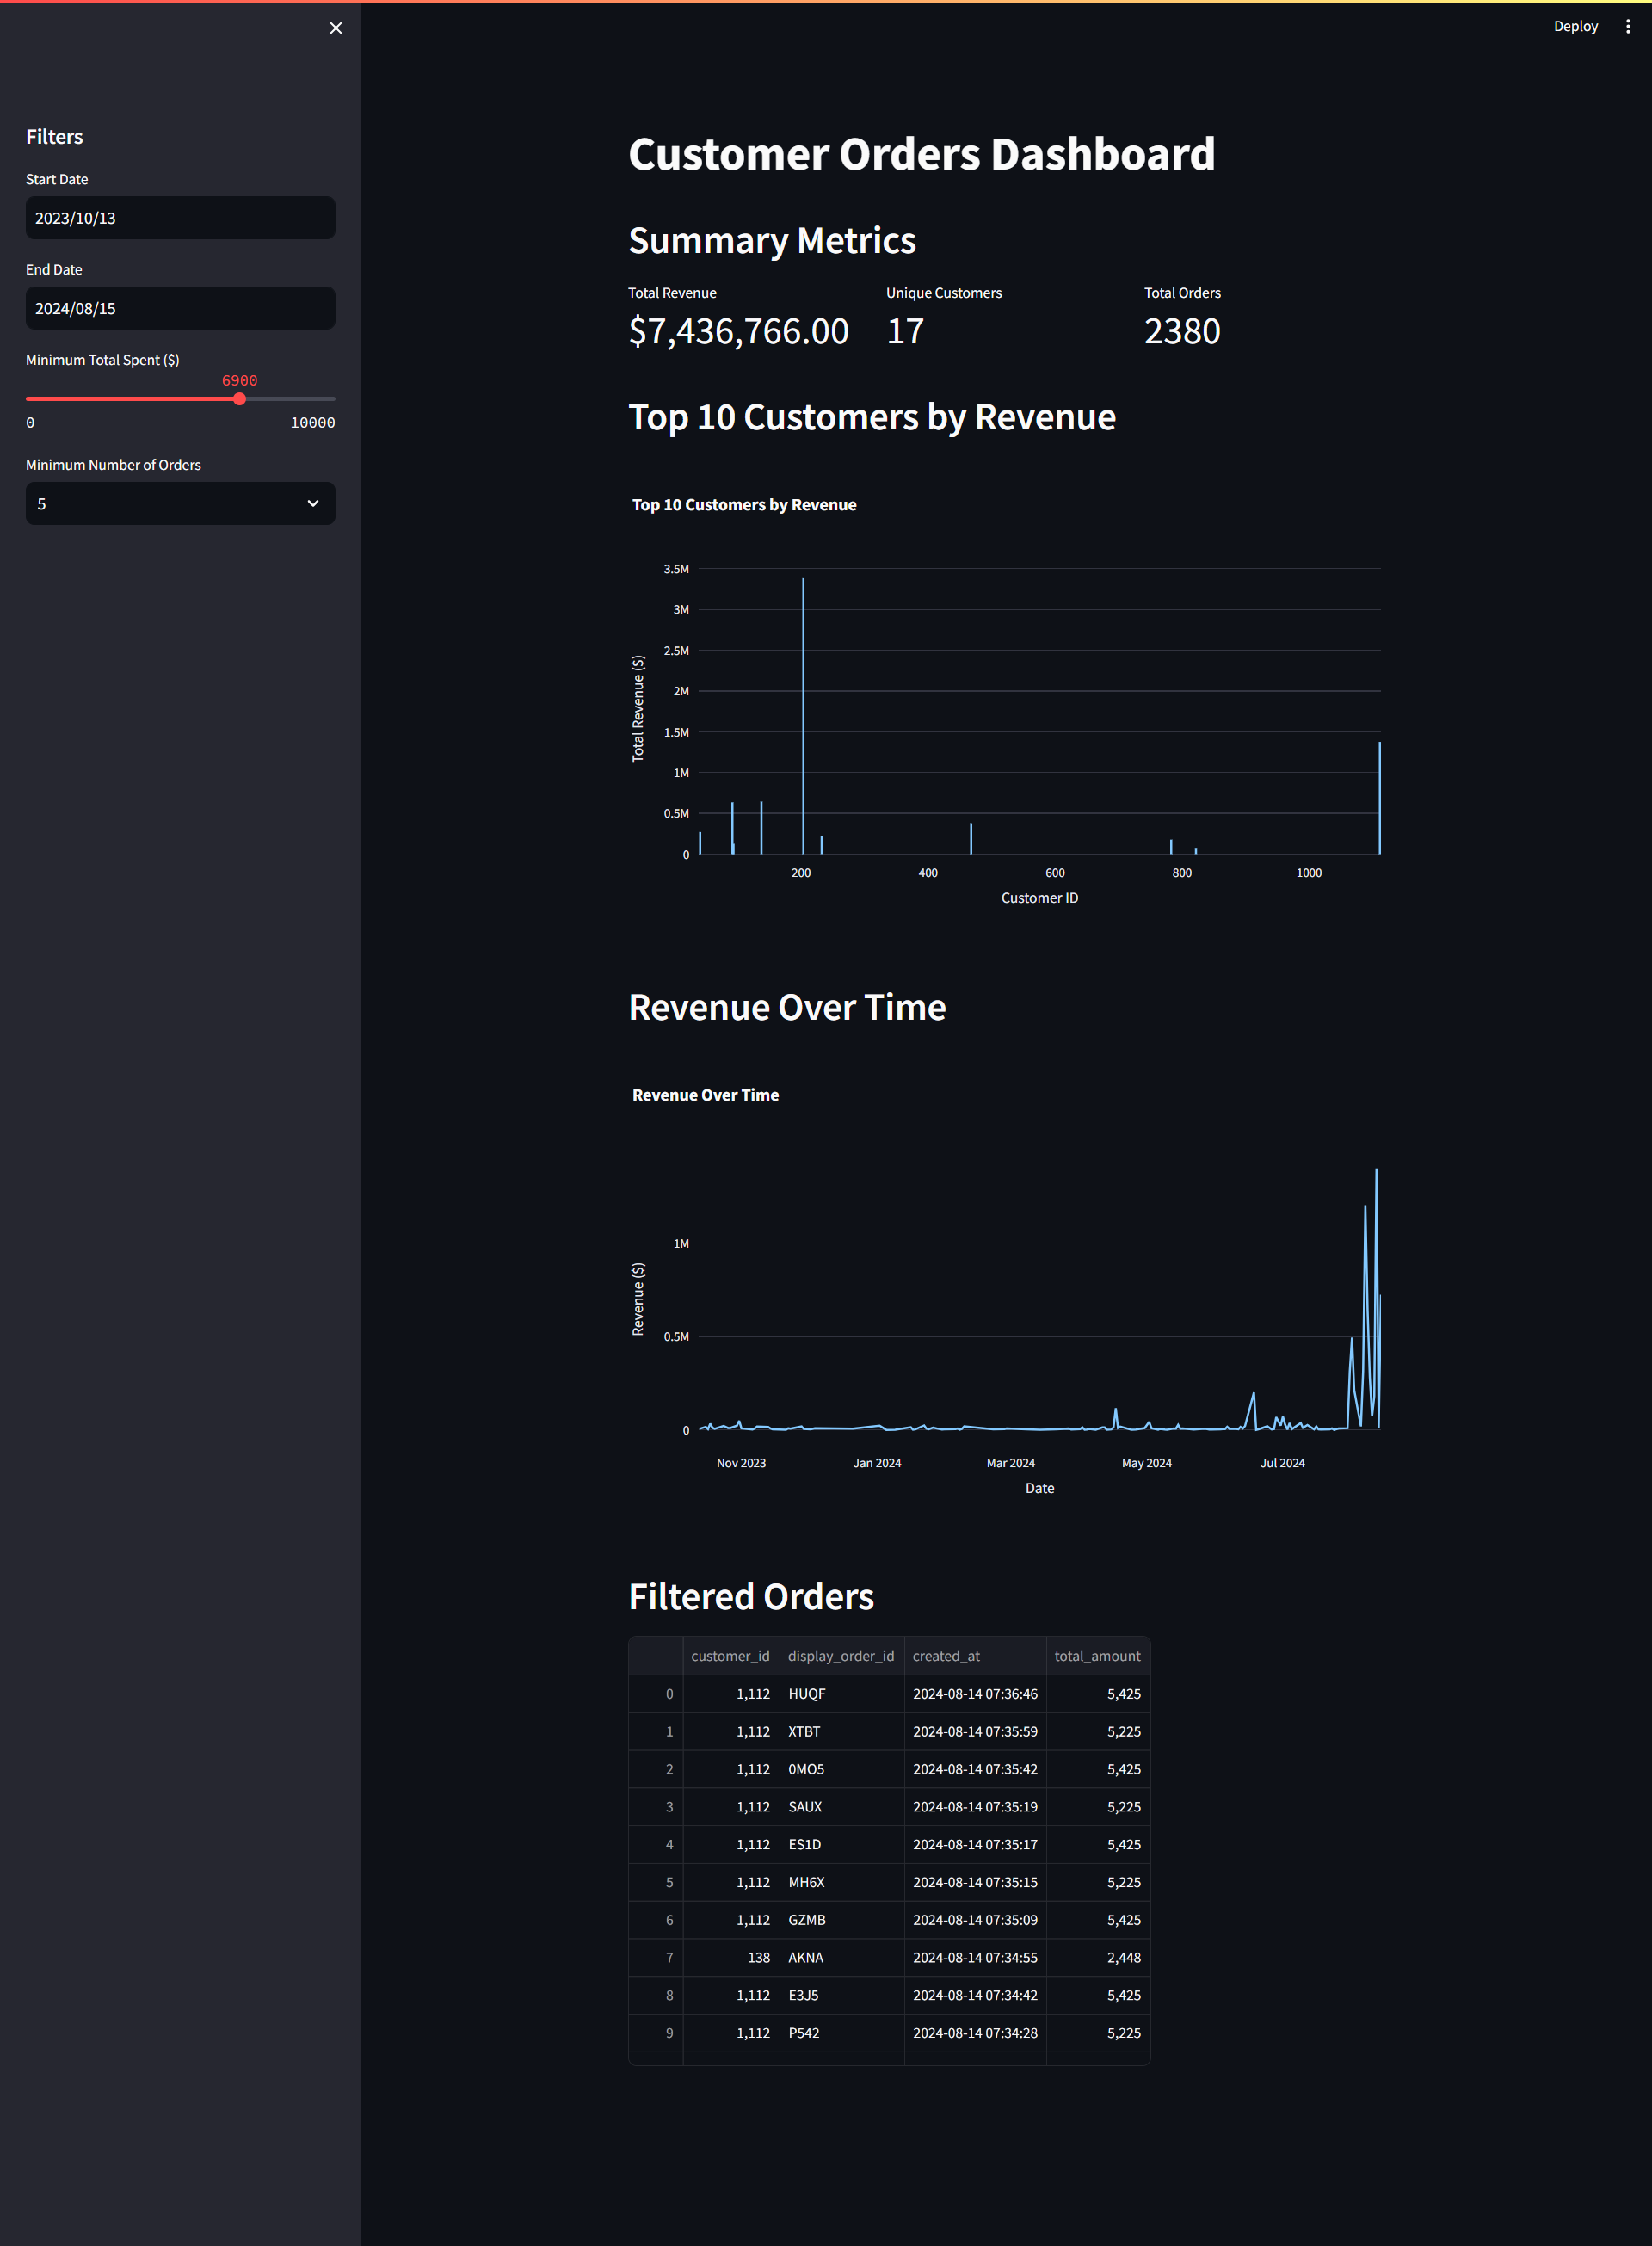 Deploy
Filters
Start Date
2023/10/13
End Date
2024/08/15
Minimum Total Spent ($)
6900
0 10000
Minimum Number of Orders
5
Customer Orders Dashboard
Summary Metrics
Total Revenue Unique Customers Total Orders
$7,436,766.00 17 2380
Top 10 Customers by Revenue
Top 10 Customers by Revenue
3.5M
3M
2.5M
2M
1.5M
1M
0.5M
0
Total Revenue ($)
200 400 600 800 1000
Customer ID
Revenue Over Time
Revenue Over Time
1M
0.5M
0
Revenue ($)
Nov 2023 Jan 2024 Mar 2024 May 2024 Jul 2024
Date
Filtered Orders
customer_id display_order_id created_at total_amount
0 1,112 HUQF 2024-08-14 07:36:46 5,425
1 1,112 XTBT 2024-08-14 07:35:59 5,225
2 1,112 0MO5 2024-08-14 07:35:42 5,425
3 1,112 SAUX 2024-08-14 07:35:19 5,225
4 1,112 ES1D 2024-08-14 07:35:17 5,425
5 1,112 MH6X 2024-08-14 07:35:15 5,225
6 1,112 GZMB 2024-08-14 07:35:09 5,425
7 138 AKNA 2024-08-14 07:34:55 2,448
8 1,112 E3J5 2024-08-14 07:34:42 5,425
9 1,112 P542 2024-08-14 07:34:28 5,225